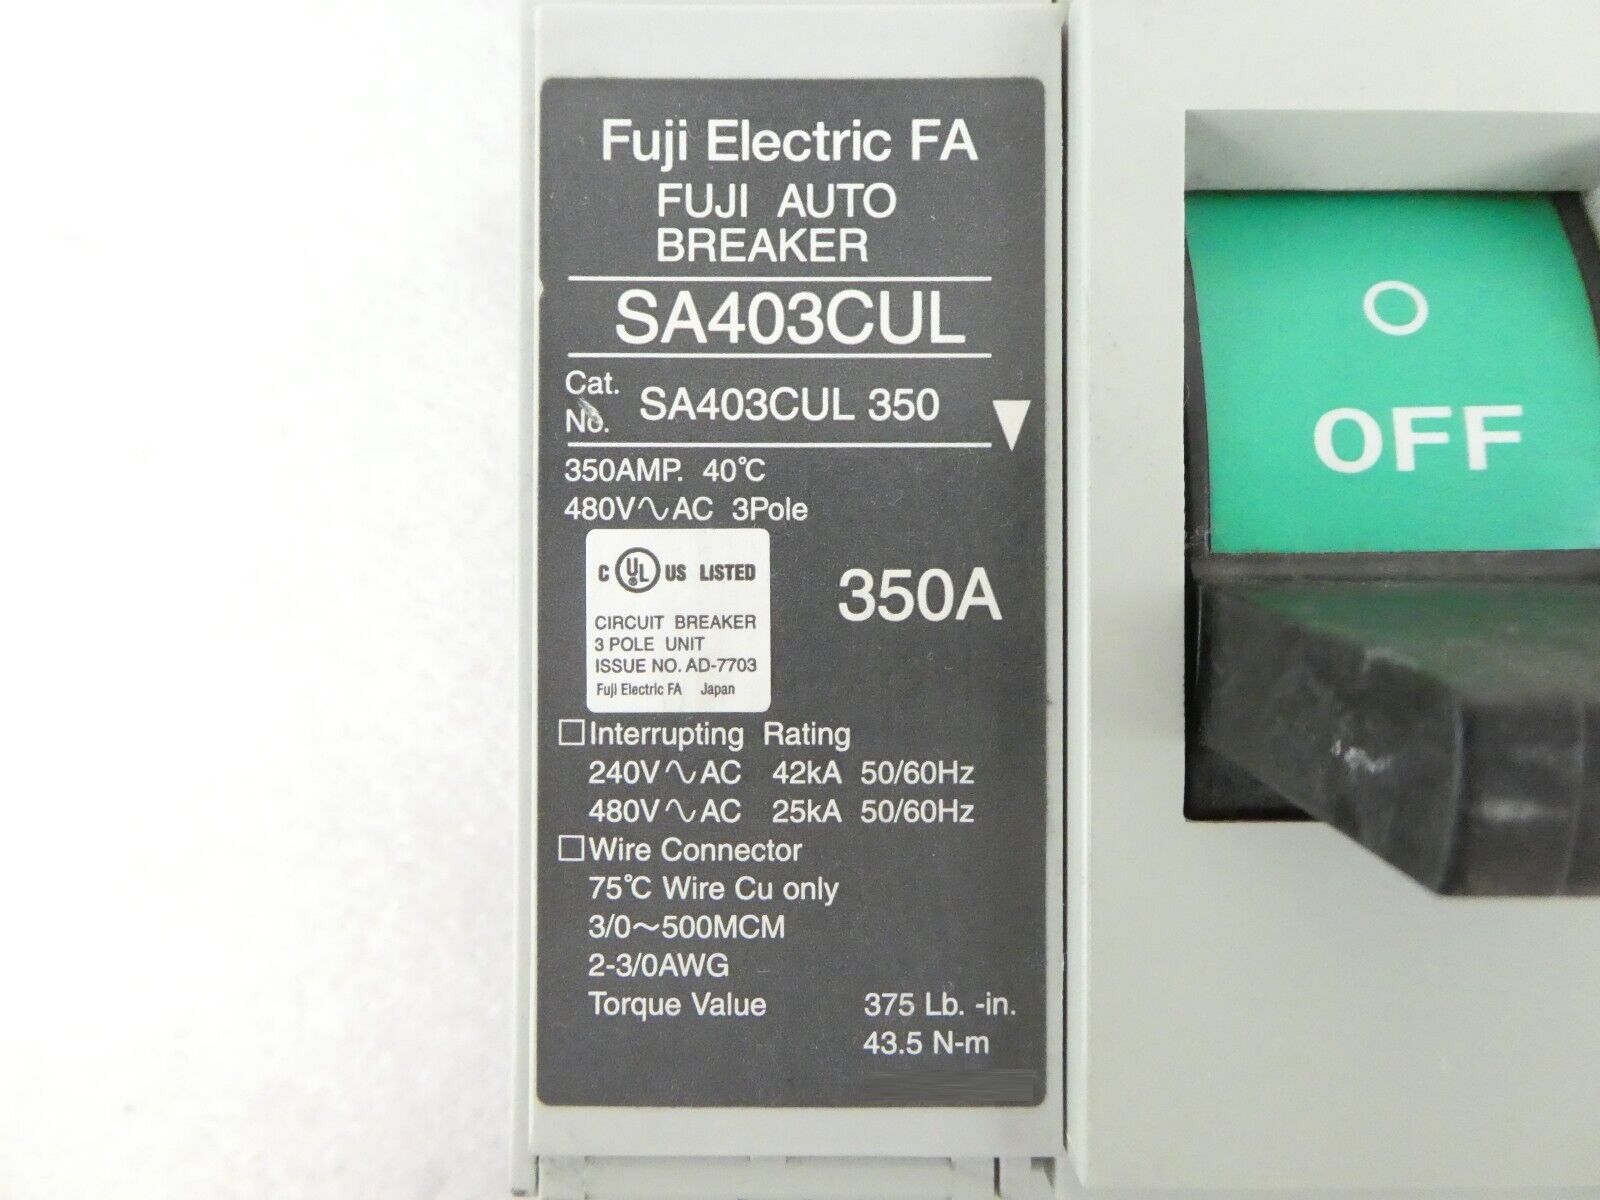 Fuji Electric FA
FUJI AUTO
BREAKER
SA403CUL
Cat.
No. SA403CUL 350
350AMP. 40°C
480V∿AC 3Pole
C UL® US LISTED
CIRCUIT BREAKER
3 POLE UNIT
ISSUE NO. AD-7703
Fuji Electric FA Japan
350A
□Interrupting Rating
240V∿AC 42kA 50/60Hz
480V∿AC 25kA 50/60Hz
□Wire Connector
75°C Wire Cu only
3/0~500MCM
2-3/0AWG
Torque Value 375 Lb. -in.
43.5 N-m
O
OFF